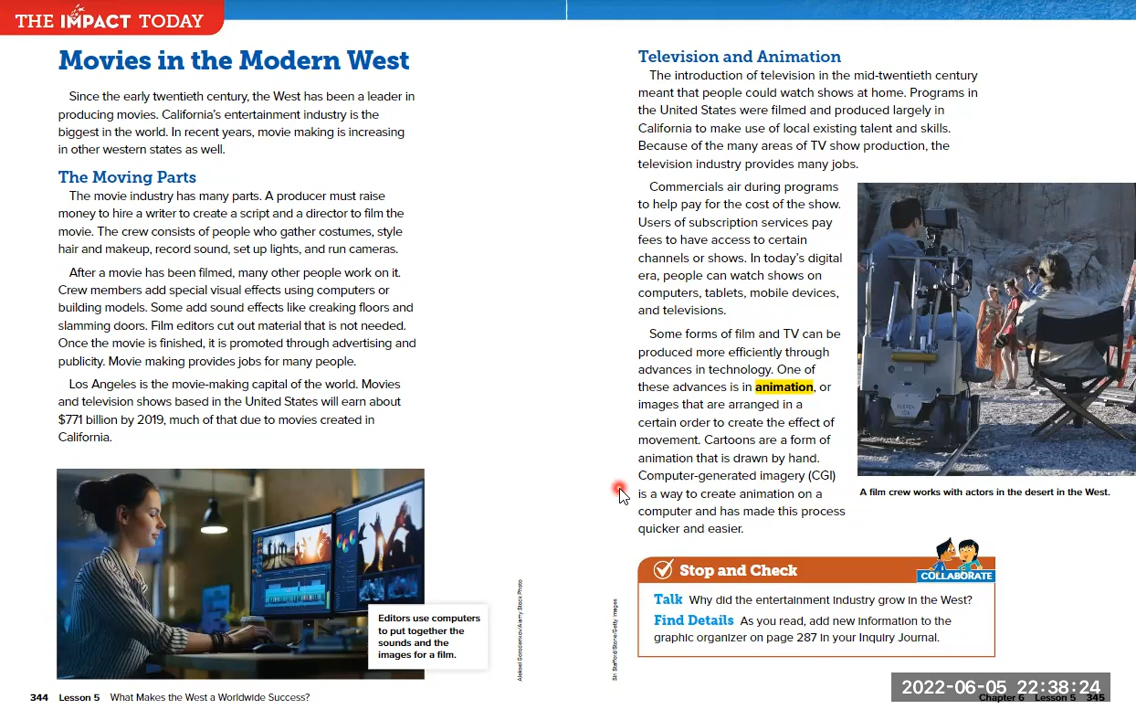 THE IMPACT TODAY
Movies in the Modern West
Since the early twentieth century, the West has been a leader in
producing movies. California's entertainment industry is the
biggest in the world. In recent years, movie making is increasing
in other western states as well.
The Moving Parts
The movie industry has many parts. A producer must raise
money to hire a writer to create a script and a director to film the
movie. The crew consists of people who gather costumes, style
hair and makeup, record sound, set up lights, and run cameras.
After a movie has been filmed, many other people work on it.
Crew members add special visual effects using computers or
building models. Some add sound effects like creaking floors and
slamming doors. Film editors cut out material that is not needed.
Once the movie is finished, it is promoted through advertising and
publicity. Movie making provides jobs for many people.
Los Angeles is the movie-making capital of the world. Movies
and television shows based in the United States will earn about
$771 billion by 2019, much of that due to movies created in
California.
Editors use computers
to put together the
sounds and the
images for a film.
344 Lesson 5 What Makes the West a Worldwide Success?
Television and Animation
The introduction of television in the mid-twentieth century
meant that people could watch shows at home. Programs in
the United States were filmed and produced largely in
California to make use of local existing talent and skills.
Because of the many areas of TV show production, the
television industry provides many jobs.
Commercials air during programs
to help pay for the cost of the show.
Users of subscription services pay
fees to have access to certain
channels or shows. In today's digital
era, people can watch shows on
computers, tablets, mobile devices,
and televisions.
Some forms of film and TV can be
produced more efficiently through
advances in technology. One of
these advances is in animation, or
images that are arranged in a
certain order to create the effect of
movement. Cartoons are a form of
animation that is drawn by hand.
Computer-generated imagery (CGI)
is a way to create animation on a
computer and has made this process
quicker and easier.
A film crew works with actors in the desert in the West.
Stop and Check
COLLABORATE
Talk Why did the entertainment industry grow in the West?
Find Details As you read, add new information to the
graphic organizer on page 287 in your Inquiry Journal.
2022-06-05 22:38:24
Chapter 6 Lesson 5 345